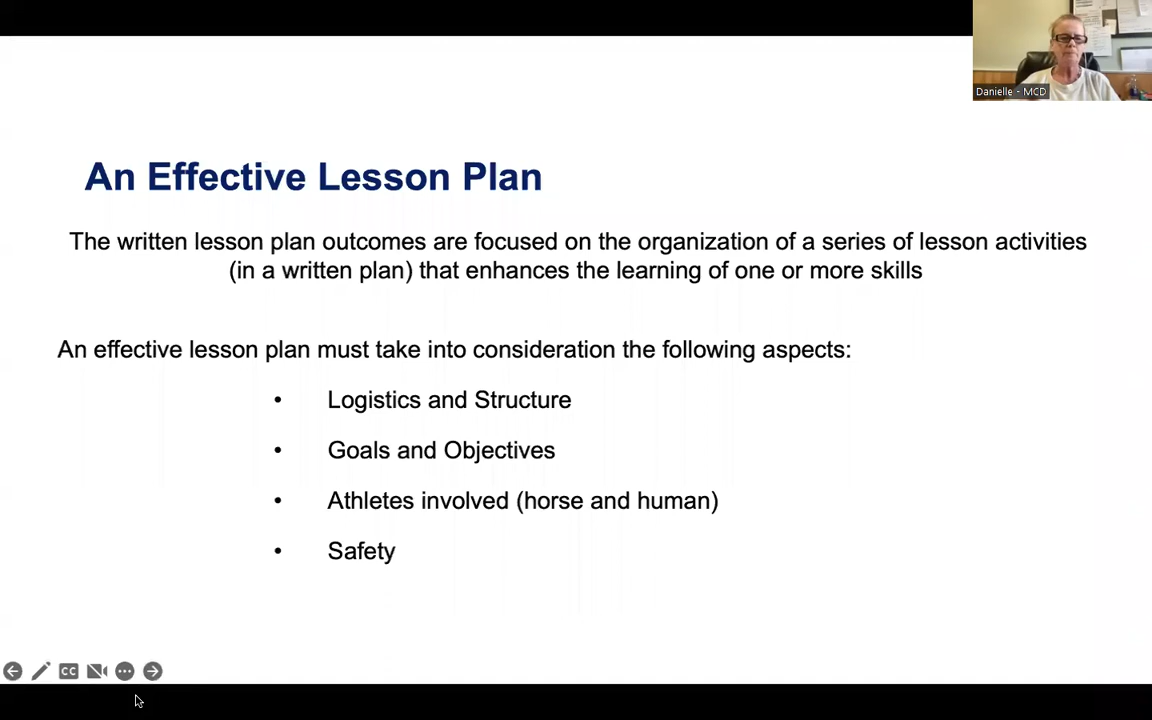 Danielle - MCD
An Effective Lesson Plan
The written lesson plan outcomes are focused on the organization of a series of lesson activities
(in a written plan) that enhances the learning of one or more skills
An effective lesson plan must take into consideration the following aspects:
• Logistics and Structure
• Goals and Objectives
• Athletes involved (horse and human)
• Safety
CC